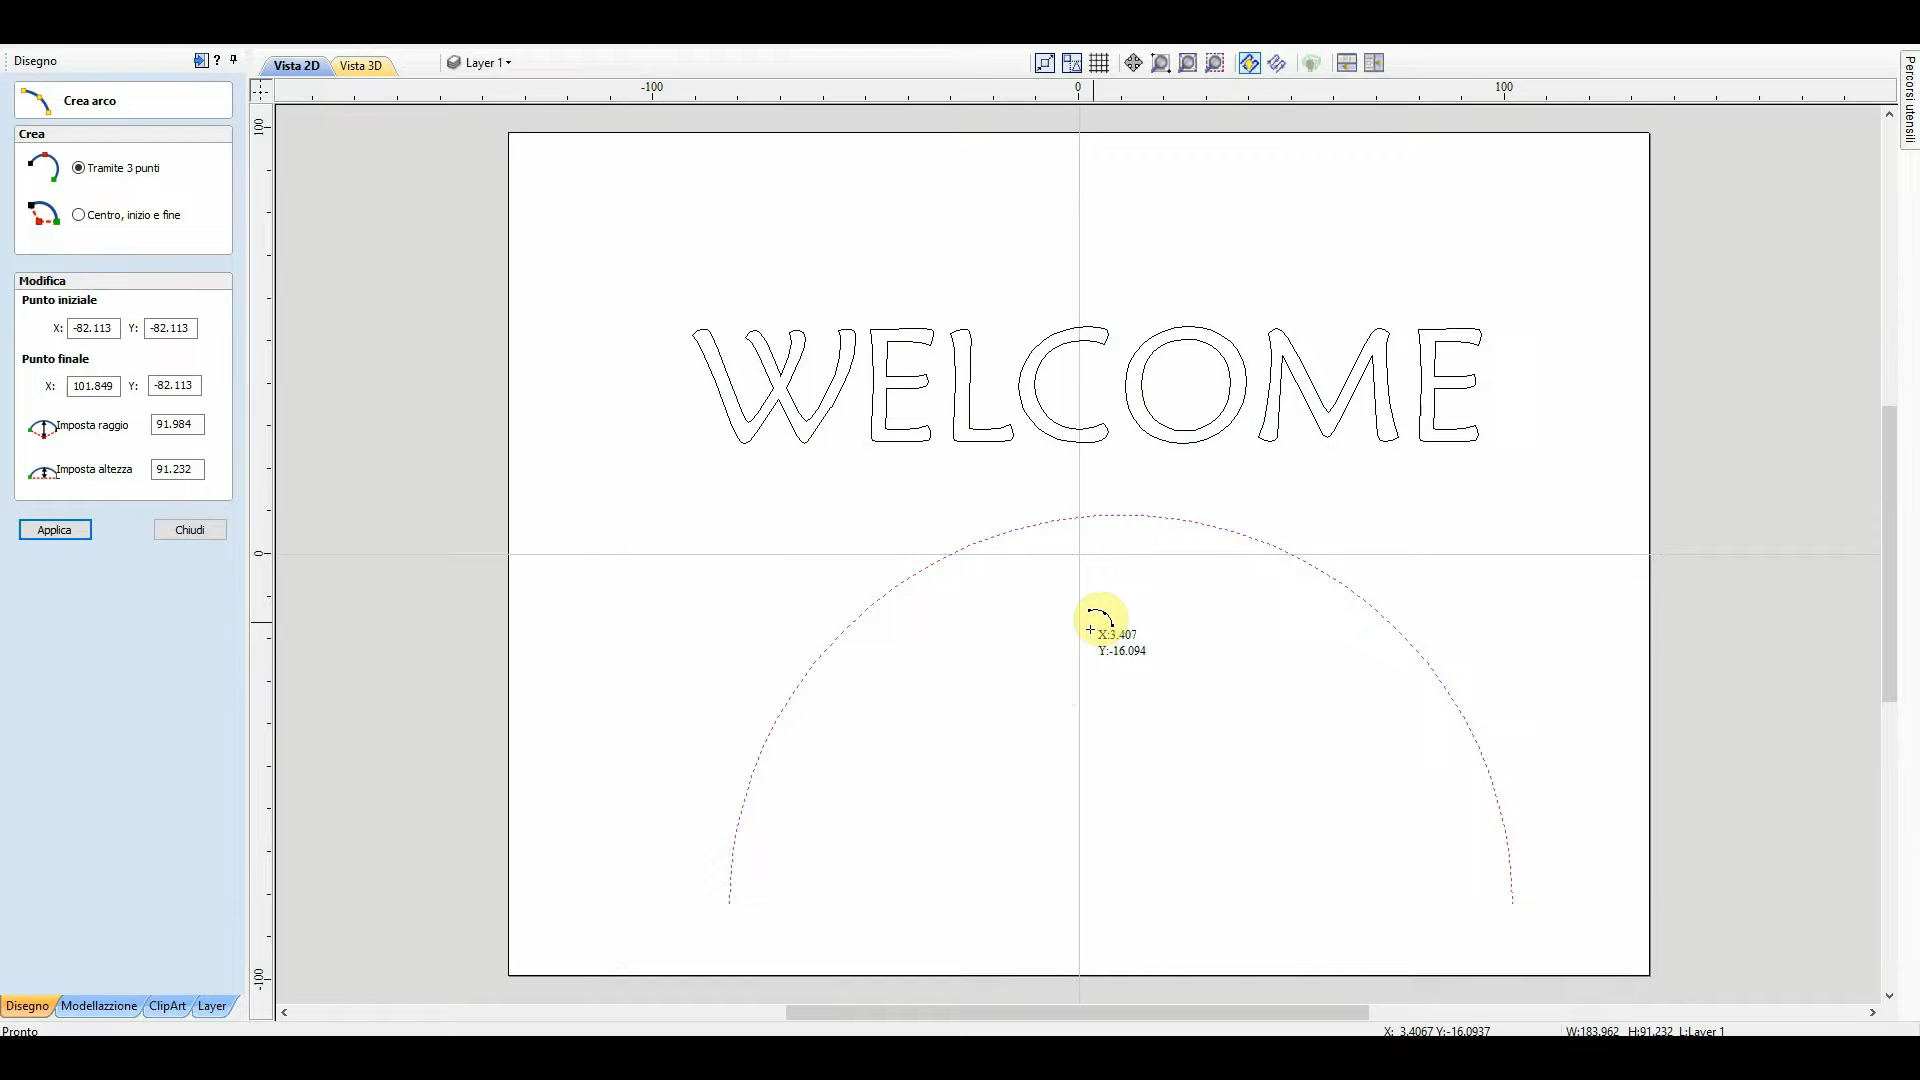 Disegno ?
Vista 2D Vista 3D Layer 1
Crea arco
Crea
Tramite 3 punti
Centro, inizio e fine
Modifica
Punto iniziale
X: -82.113 Y: -82.113
Punto finale
X: 101.849 Y: -82.113
Imposta raggio 91.984
Imposta altezza 91.232
Applica Chiudi
-100 0 100
100
0
-100
WELCOME
X:3.407
Y:-16.094
Percorsi utensili
Disegno Modellazzione ClipArt Layer
Pronto
X: 3.4067 Y:-16.0937 W:183.962 H:91.232 L:Layer 1